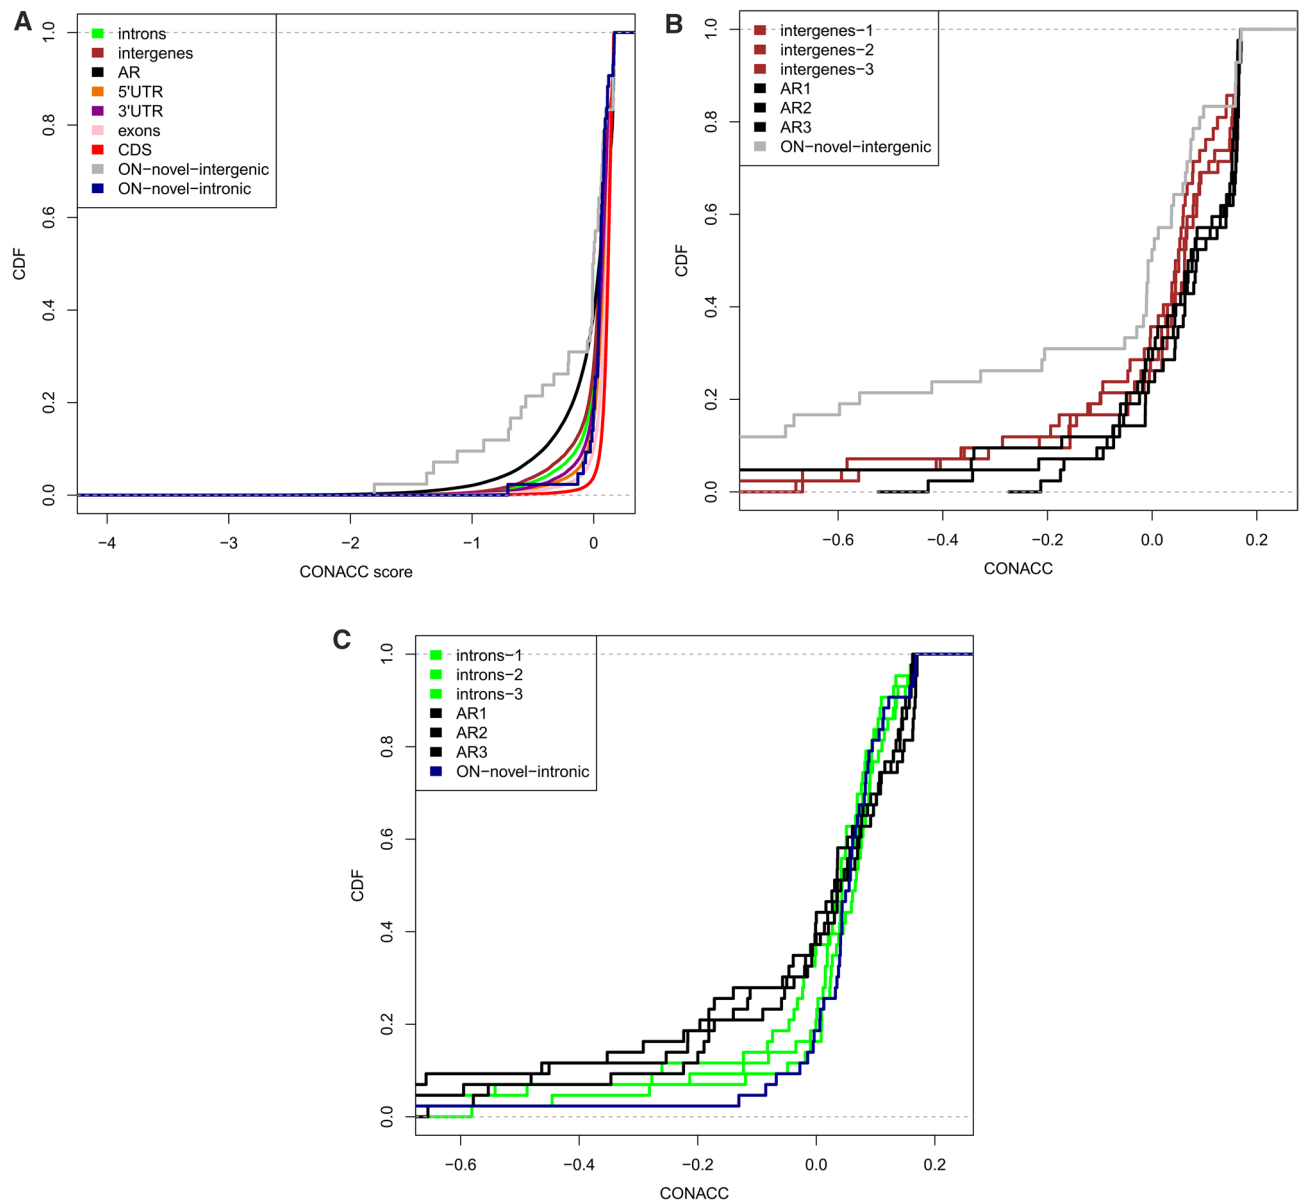 A
introns
intergenes
AR
5'UTR
3'UTR
exons
CDS
ON−novel−intergenic
ON−novel−intronic
CDF
0.0
0.2
0.4
0.6
0.8
1.0
−4
−3
−2
−1
0
CONACC score
B
intergenes−1
intergenes−2
intergenes−3
AR1
AR2
AR3
ON−novel−intergenic
CDF
0.0
0.2
0.4
0.6
0.8
1.0
−0.6
−0.4
−0.2
0.0
0.2
CONACC
C
introns−1
introns−2
introns−3
AR1
AR2
AR3
ON−novel−intronic
CDF
0.0
0.2
0.4
0.6
0.8
1.0
−0.6
−0.4
−0.2
0.0
0.2
CONACC